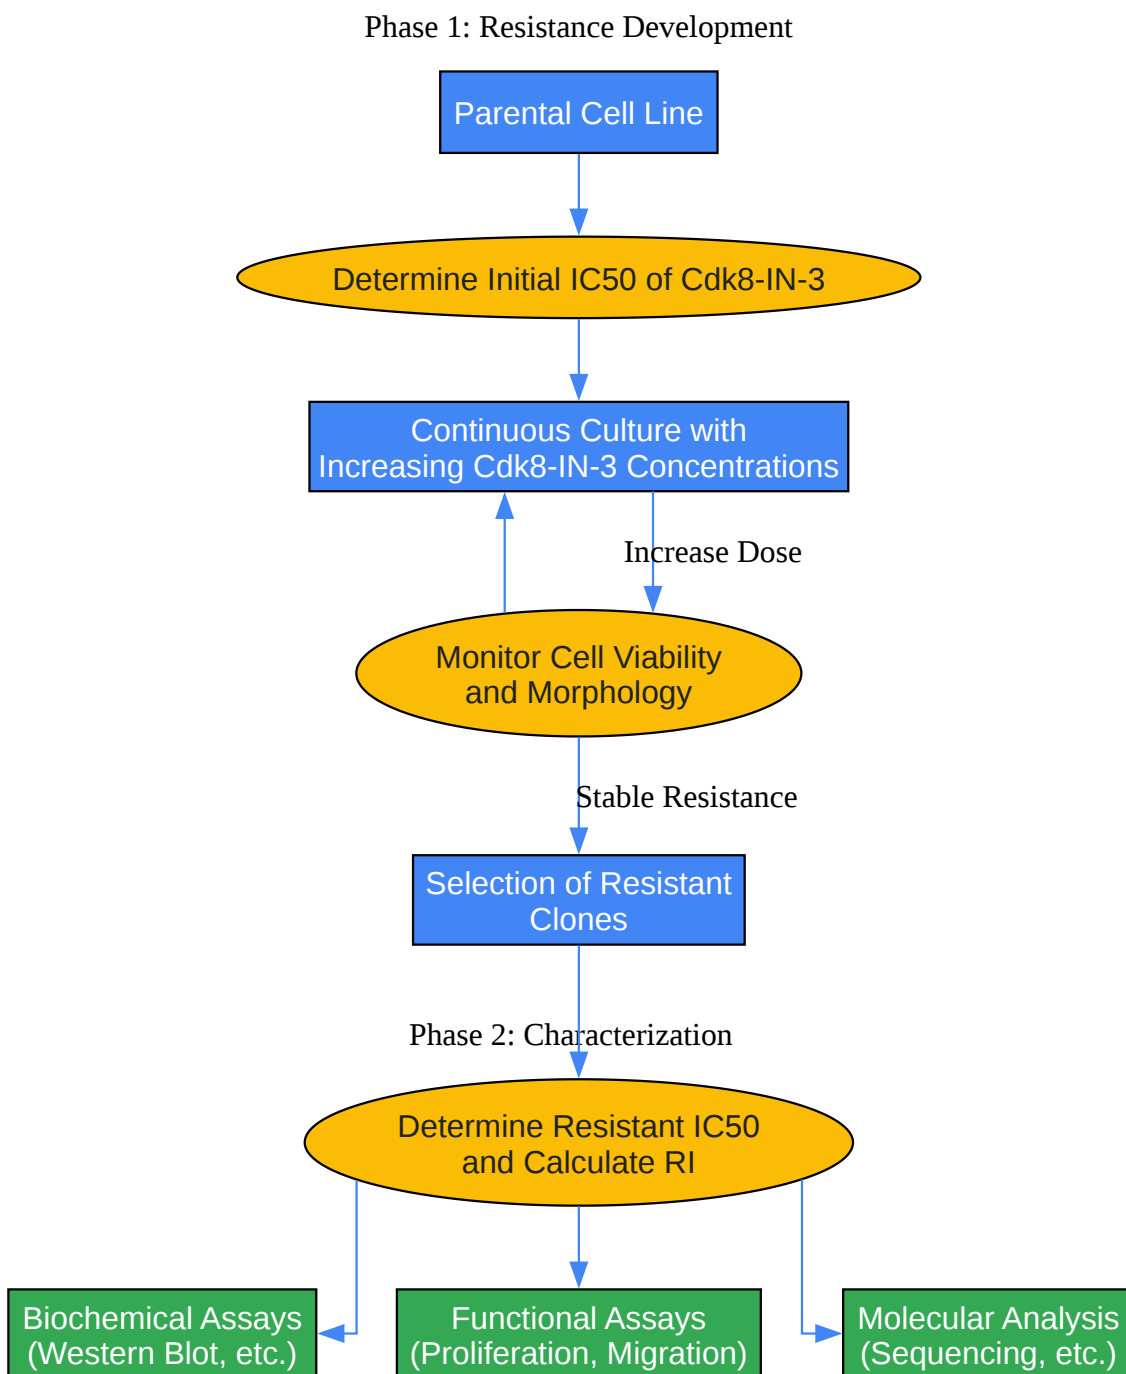 Phase 1: Resistance Development
Parental Cell Line
Determine Initial IC50 of Cdk8-IN-3
Continuous Culture with
Increasing Cdk8-IN-3 Concentrations
Increase Dose
Monitor Cell Viability
and Morphology
Stable Resistance
Selection of Resistant
Clones
Phase 2: Characterization
Determine Resistant IC50
and Calculate RI
Biochemical Assays
(Western Blot, etc.)
Functional Assays
(Proliferation, Migration)
Molecular Analysis
(Sequencing, etc.)